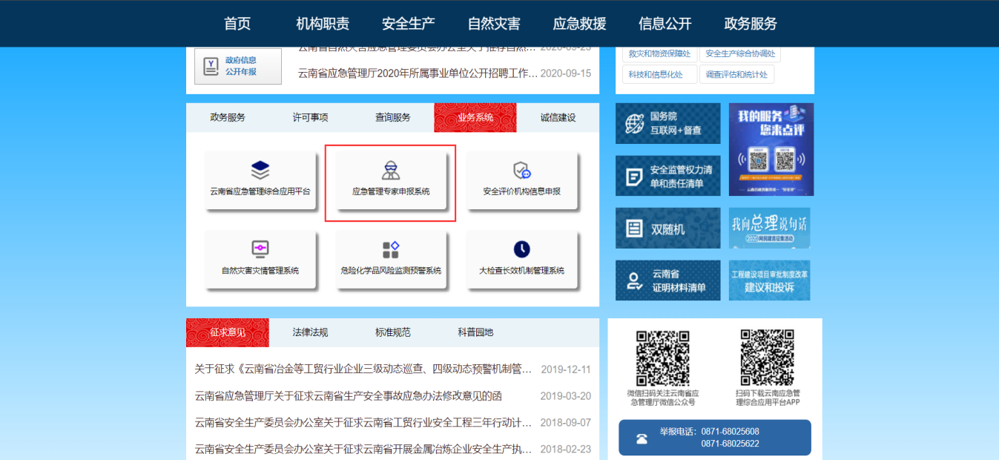 首页 机构职责 安全生产 自然灾害 应急救援 信息公开 政务服务
政府信息
公开年报
云南省自然灾害应急管理委员会办公室关于推荐自然… 2020-09-23
云南省应急管理厅2020年所属事业单位公开招聘工作… 2020-09-15
救灾和物资保障处 安全生产综合协调处
科技和信息化处 调查评估和统计处
政务服务 许可事项 查询服务 业务系统 诚信建设
云南省应急管理综合应用平台 应急管理专家申报系统 安全评价机构信息申报
自然灾害灾情管理系统 危险化学品风险监测预警系统 大检查长效机制管理系统
国务院
互联网+督查
我的服务
您来点评
安全监管权力清
单和责任清单
双随机
我向总理说句话
2020网民建言征集活动
云南省
证明材料清单
工程建设项目审批制度改革
建议和投诉
征求意见 法律法规 标准规范 科普园地
关于征求《云南省冶金等工贸行业企业三级动态巡查、四级动态预警机制管… 2019-12-11
云南省应急管理厅关于征求云南省生产安全事故应急办法修改意见的函 2019-03-20
云南省安全生产委员会办公室关于征求云南省工贸行业安全工程三年行动计… 2018-09-07
云南省安全生产委员会办公室关于征求云南省开展金属冶炼企业安全生产执… 2018-02-23
微信扫码关注云南省应
急管理厅微信公众号
扫码下载云南应急管
理综合应用平台APP
举报电话：0871-68025608
0871-68025622